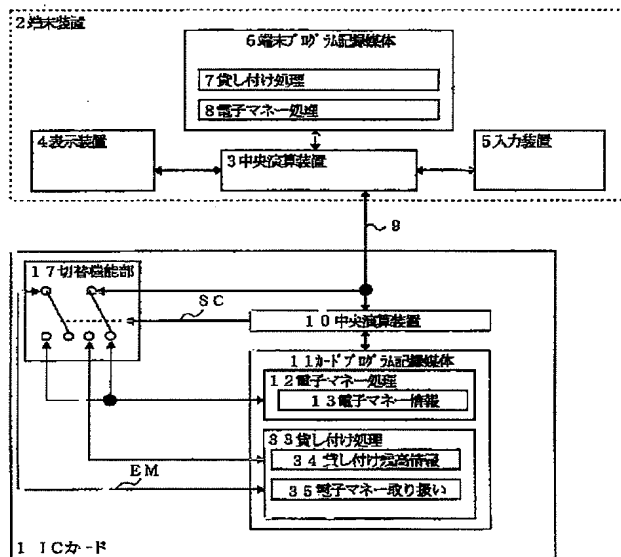 2端末装置
6端末プログラム記録媒体
7貸し付け処理
8電子マネー処理
4表示装置
3中央演算装置
5入力装置
9
17切替機能部
SC
10中央演算装置
11カードプログラム記録媒体
12電子マネー処理
13電子マネー情報
33貸し付け処理
34貸し付け残高情報
EM
35電子マネー取り扱い
1 ICカード